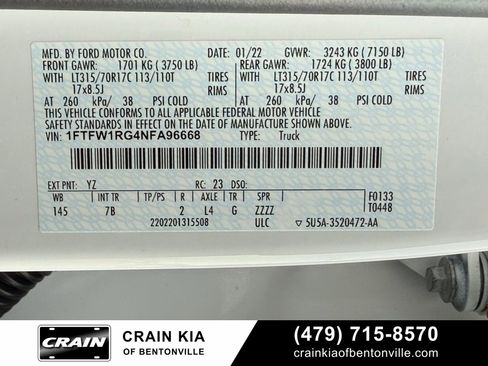 MFD. BY FORD MOTOR CO. DATE: 01/22 GVWR: 3243 KG ( 7150 LB)
FRONT GAWR: 1701 KG ( 3750 LB) REAR GAWR: 1724 KG ( 3800 LB)
WITH LT315/70R17C 113/110T TIRES WITH LT315/70R17C 113/110T TIRES
17x8.5J RIMS 17x8.5J RIMS
AT 260 kPa/ 38 PSI COLD AT 260 kPa/ 38 PSI COLD
THIS VEHICLE CONFORMS TO ALL APPLICABLE FEDERAL MOTOR VEHICLE
SAFETY AND THEFT PREVENTION STANDARDS IN EFFECT ON THE DATE OF MANUFACTURE SHOWN ABOVE.
VIN: 1FTFW1RG4NFA96668 TYPE: Truck
EXT PNT: YZ RC: 23 DSO:
WB INT TR TP/PS R AXLE TR SPR
145 7B 2 L4 G ZZZZ
F0133
T0448
2202201315508 ULC ▽ 5U5A-3520472-AA
CRAIN
CRAIN KIA
OF BENTONVILLE
(479) 715-8570
crainkiaofbentonville.com